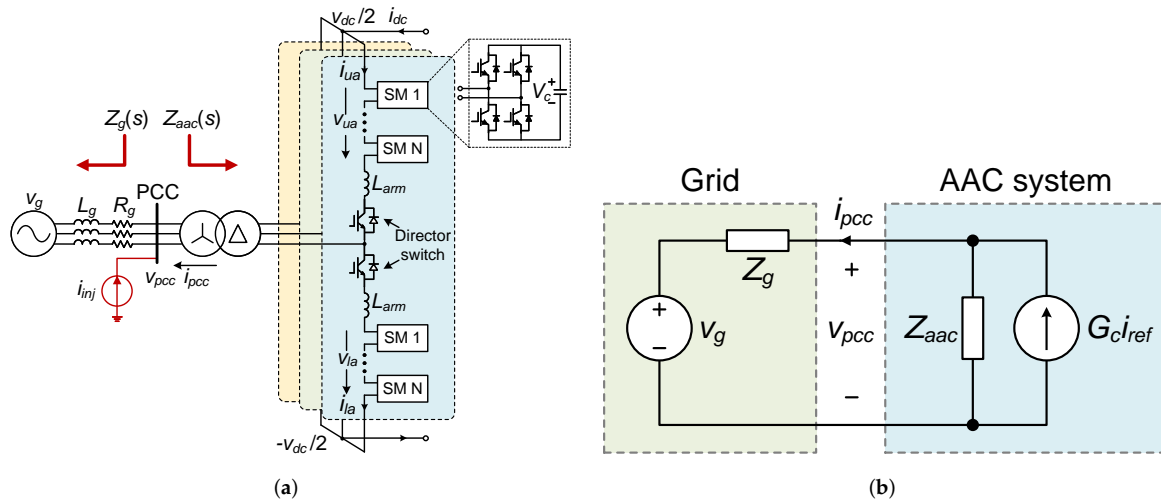 v_dc/2
i_dc
i_ua
SM 1
V_c
+
−
v_ua
Z_g(s)
Z_aac(s)
SM N
L_arm
v_g
L_g
R_g
PCC
Δ
Director
switch
i_inj
v_pcc
i_pcc
L_arm
SM 1
v_la
SM N
i_la
-v_dc/2
(a)
Grid
AAC system
i_pcc
Z_g
+
+
−
v_g
v_pcc
Z_aac
G_c i_ref
−
(b)